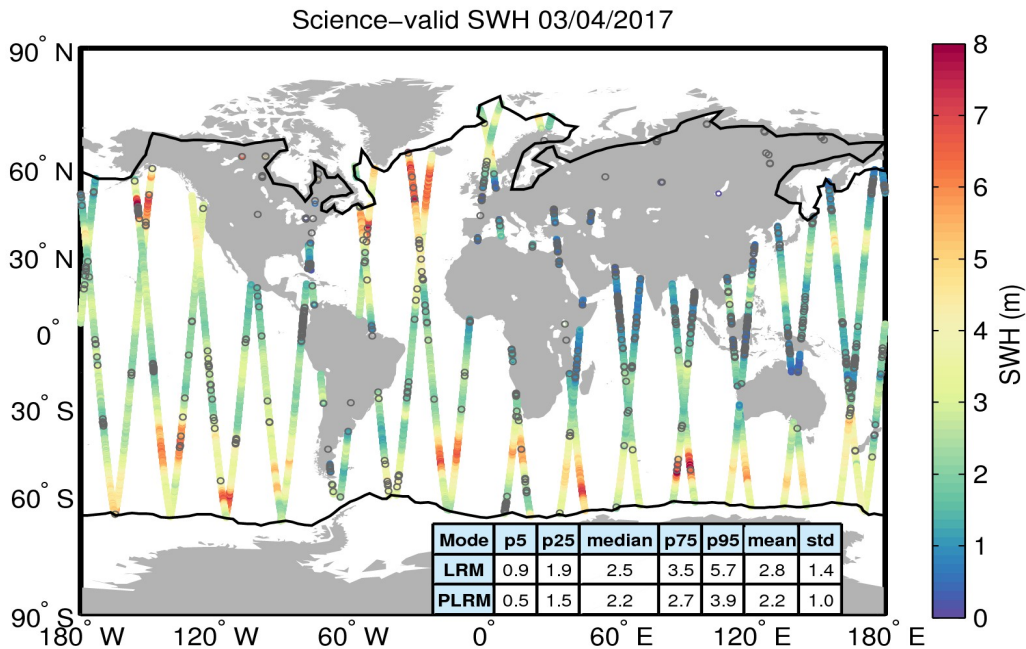 Science−valid SWH 03/04/2017
90° N
60° N
30° N
0°
30° S
60° S
90° S
180° W
120° W
60° W
0°
60° E
120° E
180° E
Mode p5 p25 median p75 p95 mean std
LRM 0.9 1.9 2.5 3.5 5.7 2.8 1.4
PLRM 0.5 1.5 2.2 2.7 3.9 2.2 1.0
8
7
6
5
4
3
2
1
0
SWH (m)